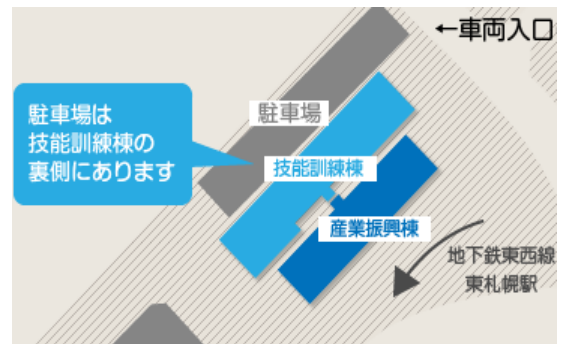 ←車両入口
駐車場は
技能訓練棟の
裏側にあります
駐車場
技能訓練棟
産業振興棟
地下鉄東西線
東札幌駅